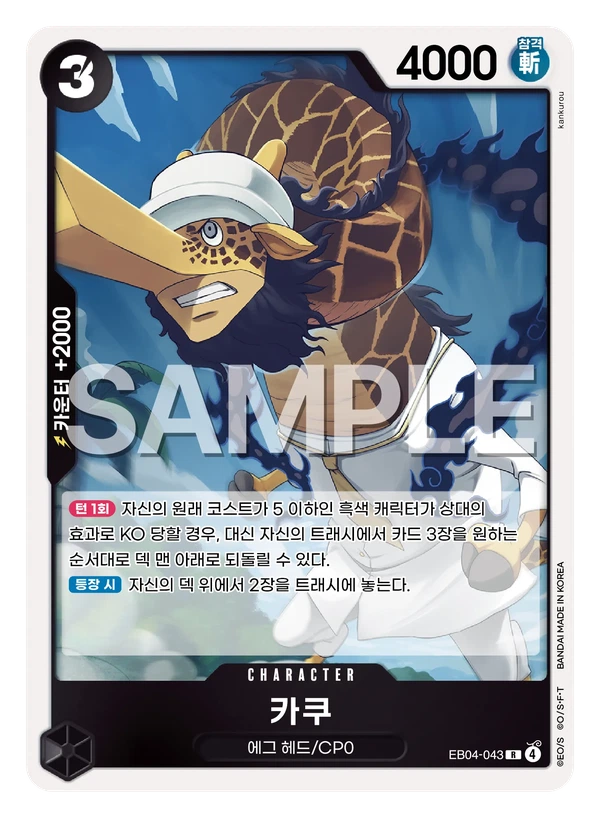 3
4000
참격
斬
kankurou
카운터 +2000
SAMPLE
턴 1회 자신의 원래 코스트가 5 이하인 흑색 캐릭터가 상대의
효과로 KO 당할 경우, 대신 자신의 트래시에서 카드 3장을 원하는
순서대로 덱 맨 아래로 되돌릴 수 있다.
등장 시 자신의 덱 위에서 2장을 트래시에 놓는다.
CHARACTER
카쿠
에그 헤드/CP0
EB04-043 R 4
©EO/S ©O/S·F·T BANDAI MADE IN KOREA